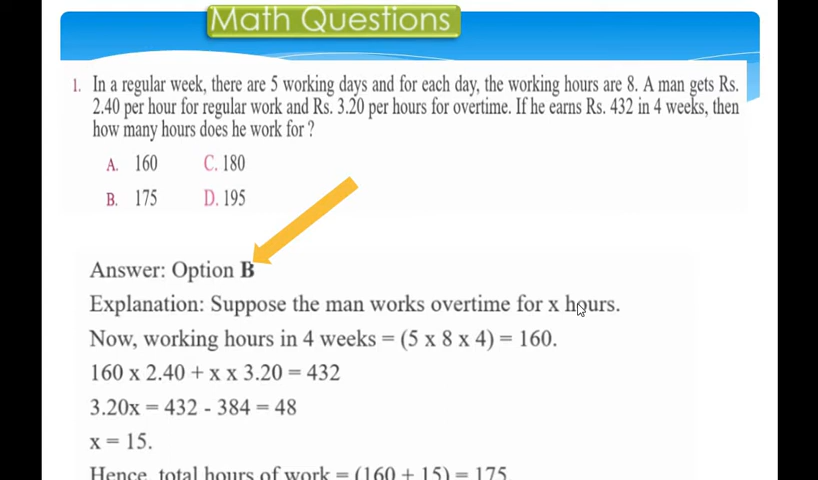 Math Questions
1. In a regular week, there are 5 working days and for each day, the working hours are 8. A man gets Rs.
2.40 per hour for regular work and Rs. 3.20 per hours for overtime. If he earns Rs. 432 in 4 weeks, then
how many hours does he work for ?
A. 160 C. 180
B. 175 D. 195
Answer: Option B
Explanation: Suppose the man works overtime for x hours.
Now, working hours in 4 weeks = (5 x 8 x 4) = 160.
160 x 2.40 + x x 3.20 = 432
3.20x = 432 - 384 = 48
x = 15.
Hence, total hours of work = (160 + 15) = 175